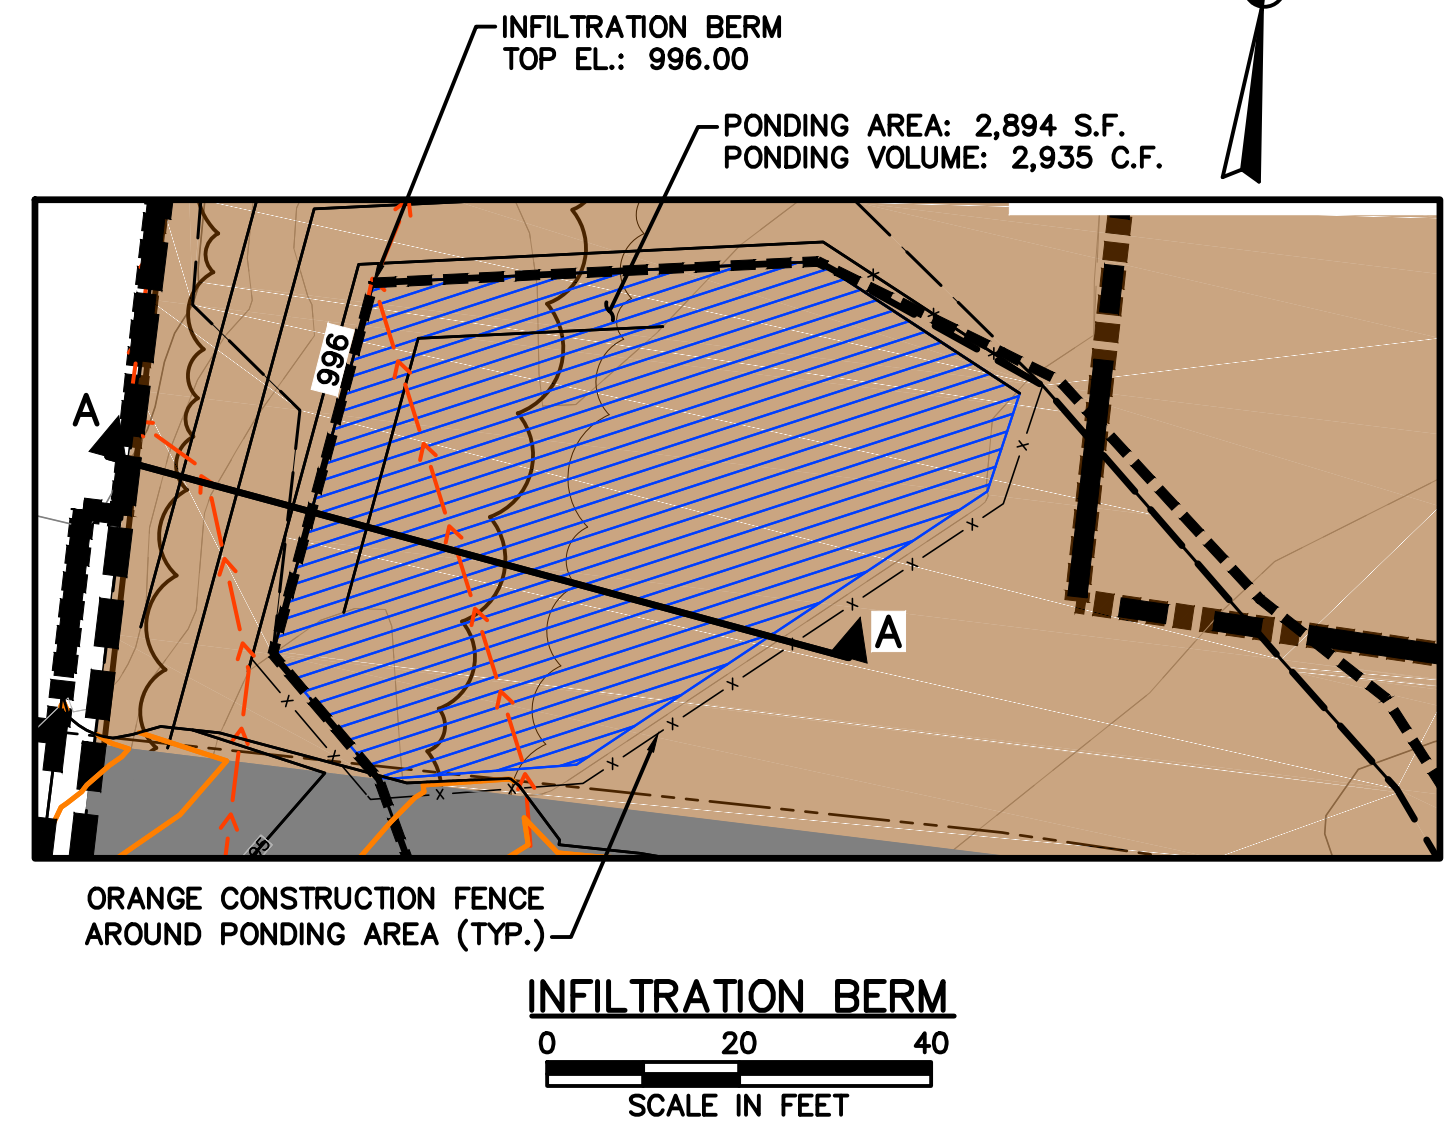 INFILTRATION BERM
TOP EL.: 996.00
PONDING AREA: 2,894 S.F.
PONDING VOLUME: 2,935 C.F.
996
A
A
95
ORANGE CONSTRUCTION FENCE
AROUND PONDING AREA (TYP.)
INFILTRATION BERM
0 20 40
SCALE IN FEET